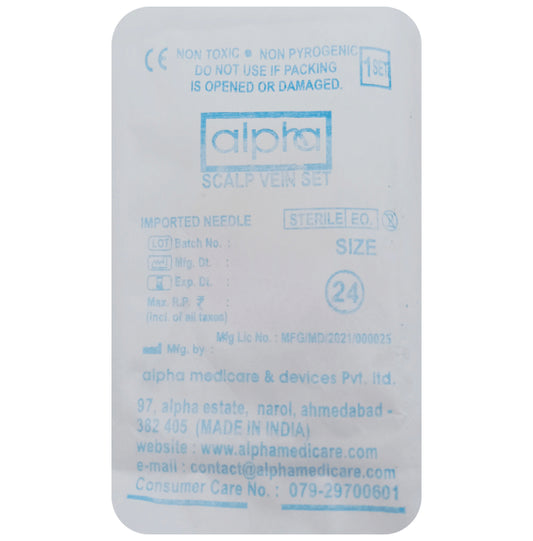 CE NON TOXIC • NON PYROGENIC
DO NOT USE IF PACKING
IS OPENED OR DAMAGED.
1 SET
alpha
SCALP VEIN SET
IMPORTED NEEDLE
STERILE EO.
LOT Batch No. :
Mfg. Dt. :
Exp. Dt. :
Max. R.P. ₹ :
(incl. of all taxes)
SIZE
24
Mfg Lic No. : MFG/MD/2021/000025
Mfg. by :
alpha medicare & devices Pvt. ltd.
97, alpha estate, narol, ahmedabad -
382 405 (MADE IN INDIA)
website : www.alphamedicare.com
e-mail : contact@alphamedicare.com
Consumer Care No. : 079-29700601